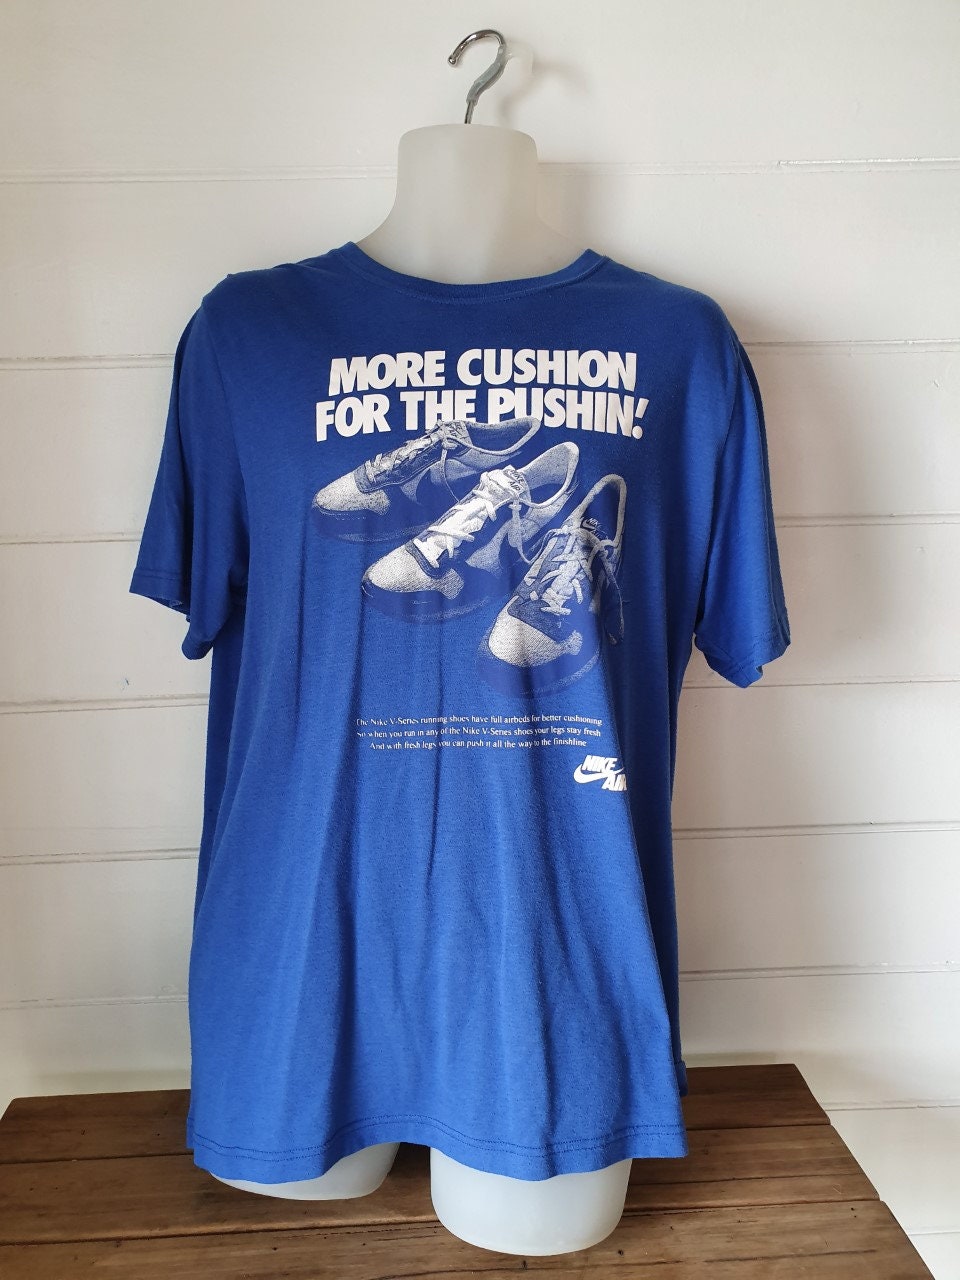 MORE CUSHION
FOR THE PUSHIN!
The Nike V-Series running shoes have full airbeds for better cushioning
So when you run in any of the Nike V-Series shoes your legs stay fresh
And with fresh legs you can push it all the way to the finishline
NIKE
AIR